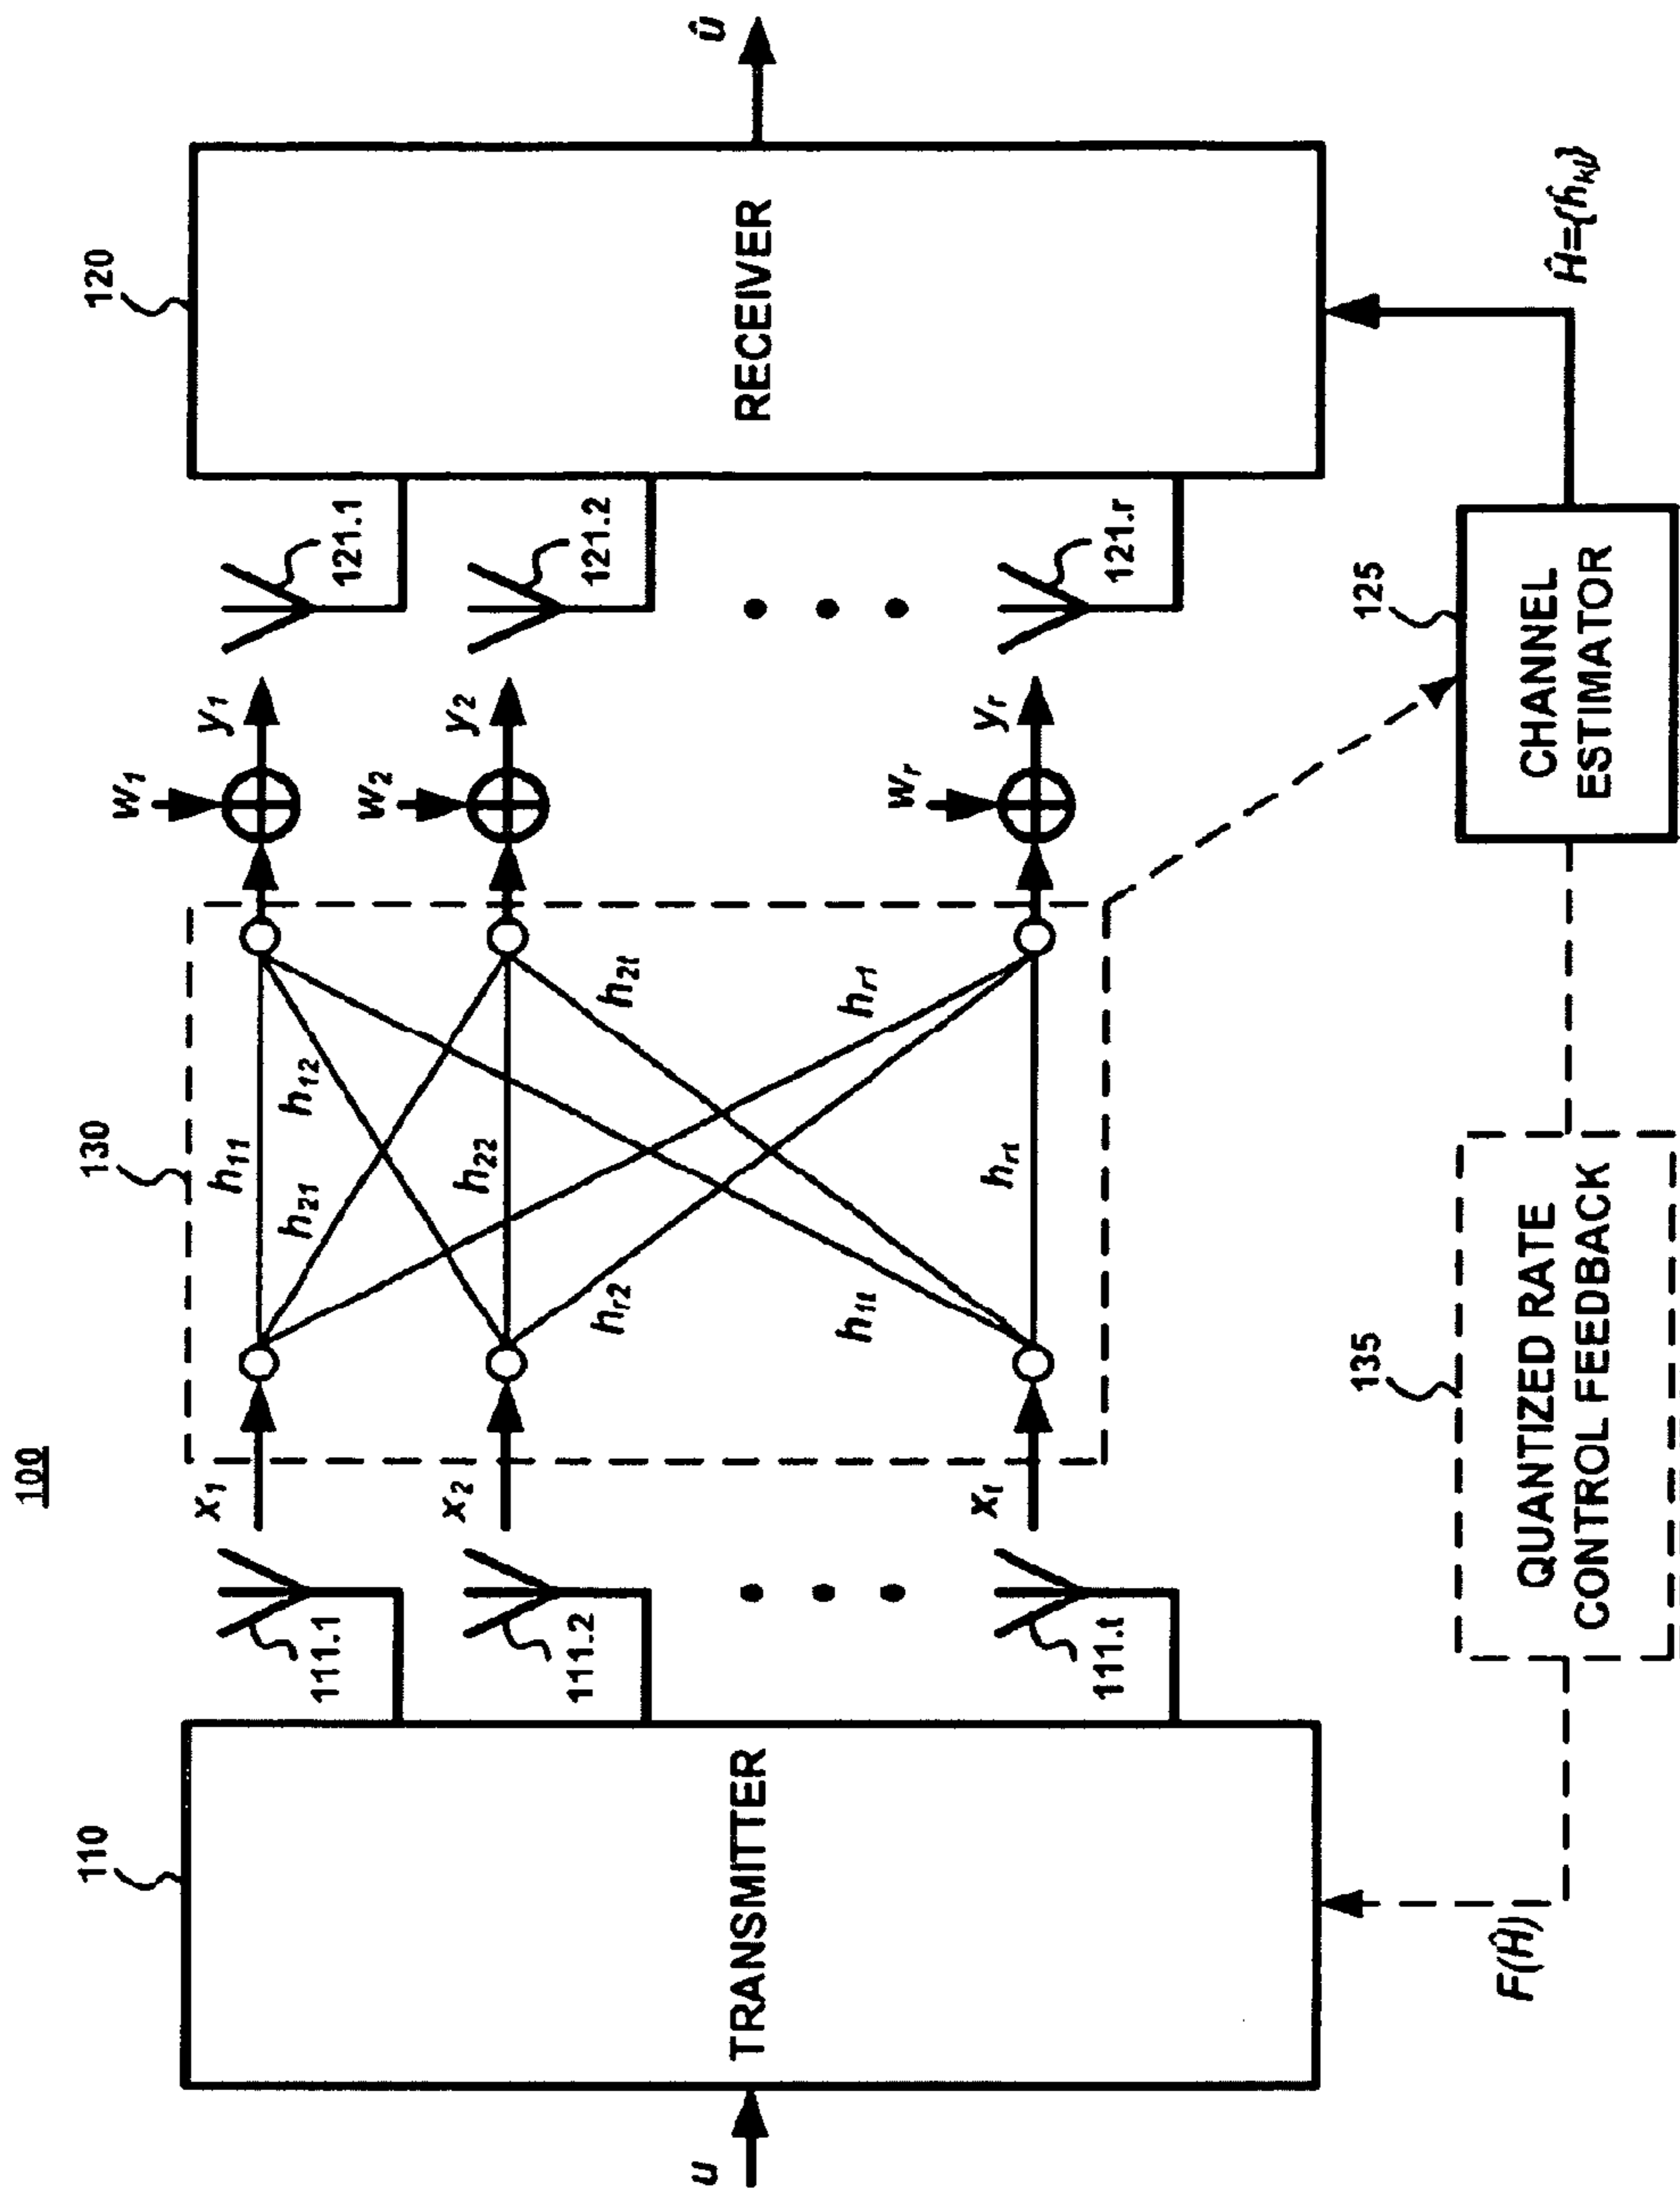 100
110
TRANSMITTER
u
111.1
111.2
111.t
x₁
x₂
xₜ
130
h₁₁
h₁₂
h₂₁
h₂₂
h₂ₜ
hᵣ₁
hᵣ₂
h₁ₜ
hᵣₜ
w₁
w₂
wᵣ
y₁
y₂
yᵣ
121.1
121.2
121.r
120
RECEIVER
û
125
CHANNEL
ESTIMATOR
Ĥ={hₖₗ}
135
QUANTIZED RATE
CONTROL FEEDBACK
F(Ĥ)